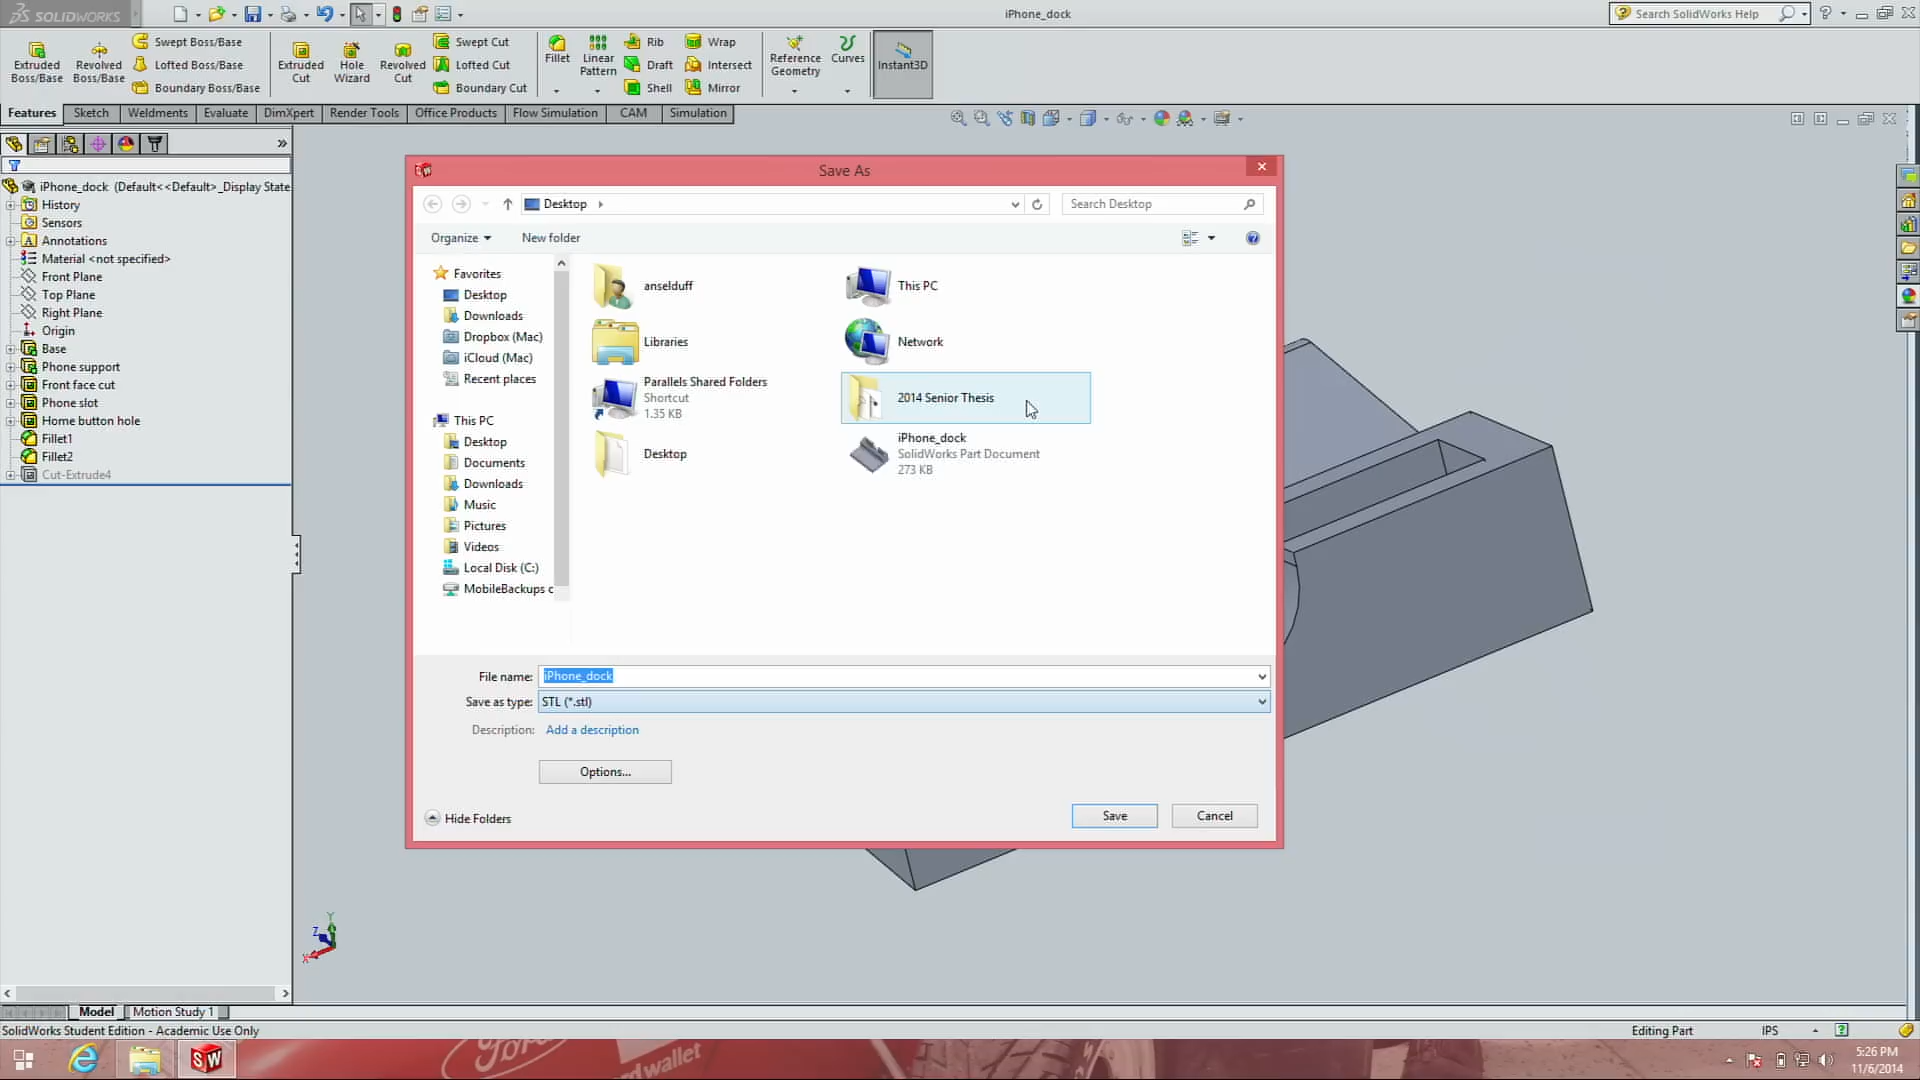 SOLIDWORKS
iPhone_dock
Search SolidWorks Help
Extruded Boss/Base
Revolved Boss/Base
Swept Boss/Base
Lofted Boss/Base
Boundary Boss/Base
Extruded Cut
Hole Wizard
Revolved Cut
Swept Cut
Lofted Cut
Boundary Cut
Fillet
Linear Pattern
Rib
Draft
Shell
Wrap
Intersect
Mirror
Reference Geometry
Curves
Instant3D
Features
Sketch
Weldments
Evaluate
DimXpert
Render Tools
Office Products
Flow Simulation
CAM
Simulation
iPhone_dock (Default<<Default>_Display State
History
Sensors
Annotations
Material <not specified>
Front Plane
Top Plane
Right Plane
Origin
Base
Phone support
Front face cut
Phone slot
Home button hole
Fillet1
Fillet2
Cut-Extrude4
Save As
Desktop
Search Desktop
Organize
New folder
Favorites
Desktop
Downloads
Dropbox (Mac)
iCloud (Mac)
Recent places
This PC
Desktop
Documents
Downloads
Music
Pictures
Videos
Local Disk (C:)
MobileBackups c
anselduff
This PC
Libraries
Network
Parallels Shared Folders
Shortcut
1.35 KB
2014 Senior Thesis
Desktop
iPhone_dock
SolidWorks Part Document
273 KB
File name: iPhone_dock
Save as type: STL (*.stl)
Description: Add a description
Options...
Hide Folders
Save
Cancel
Y
Z
X
Model
Motion Study 1
SolidWorks Student Edition - Academic Use Only
Editing Part
IPS
Ford
dwallet
5:26 PM
11/6/2014